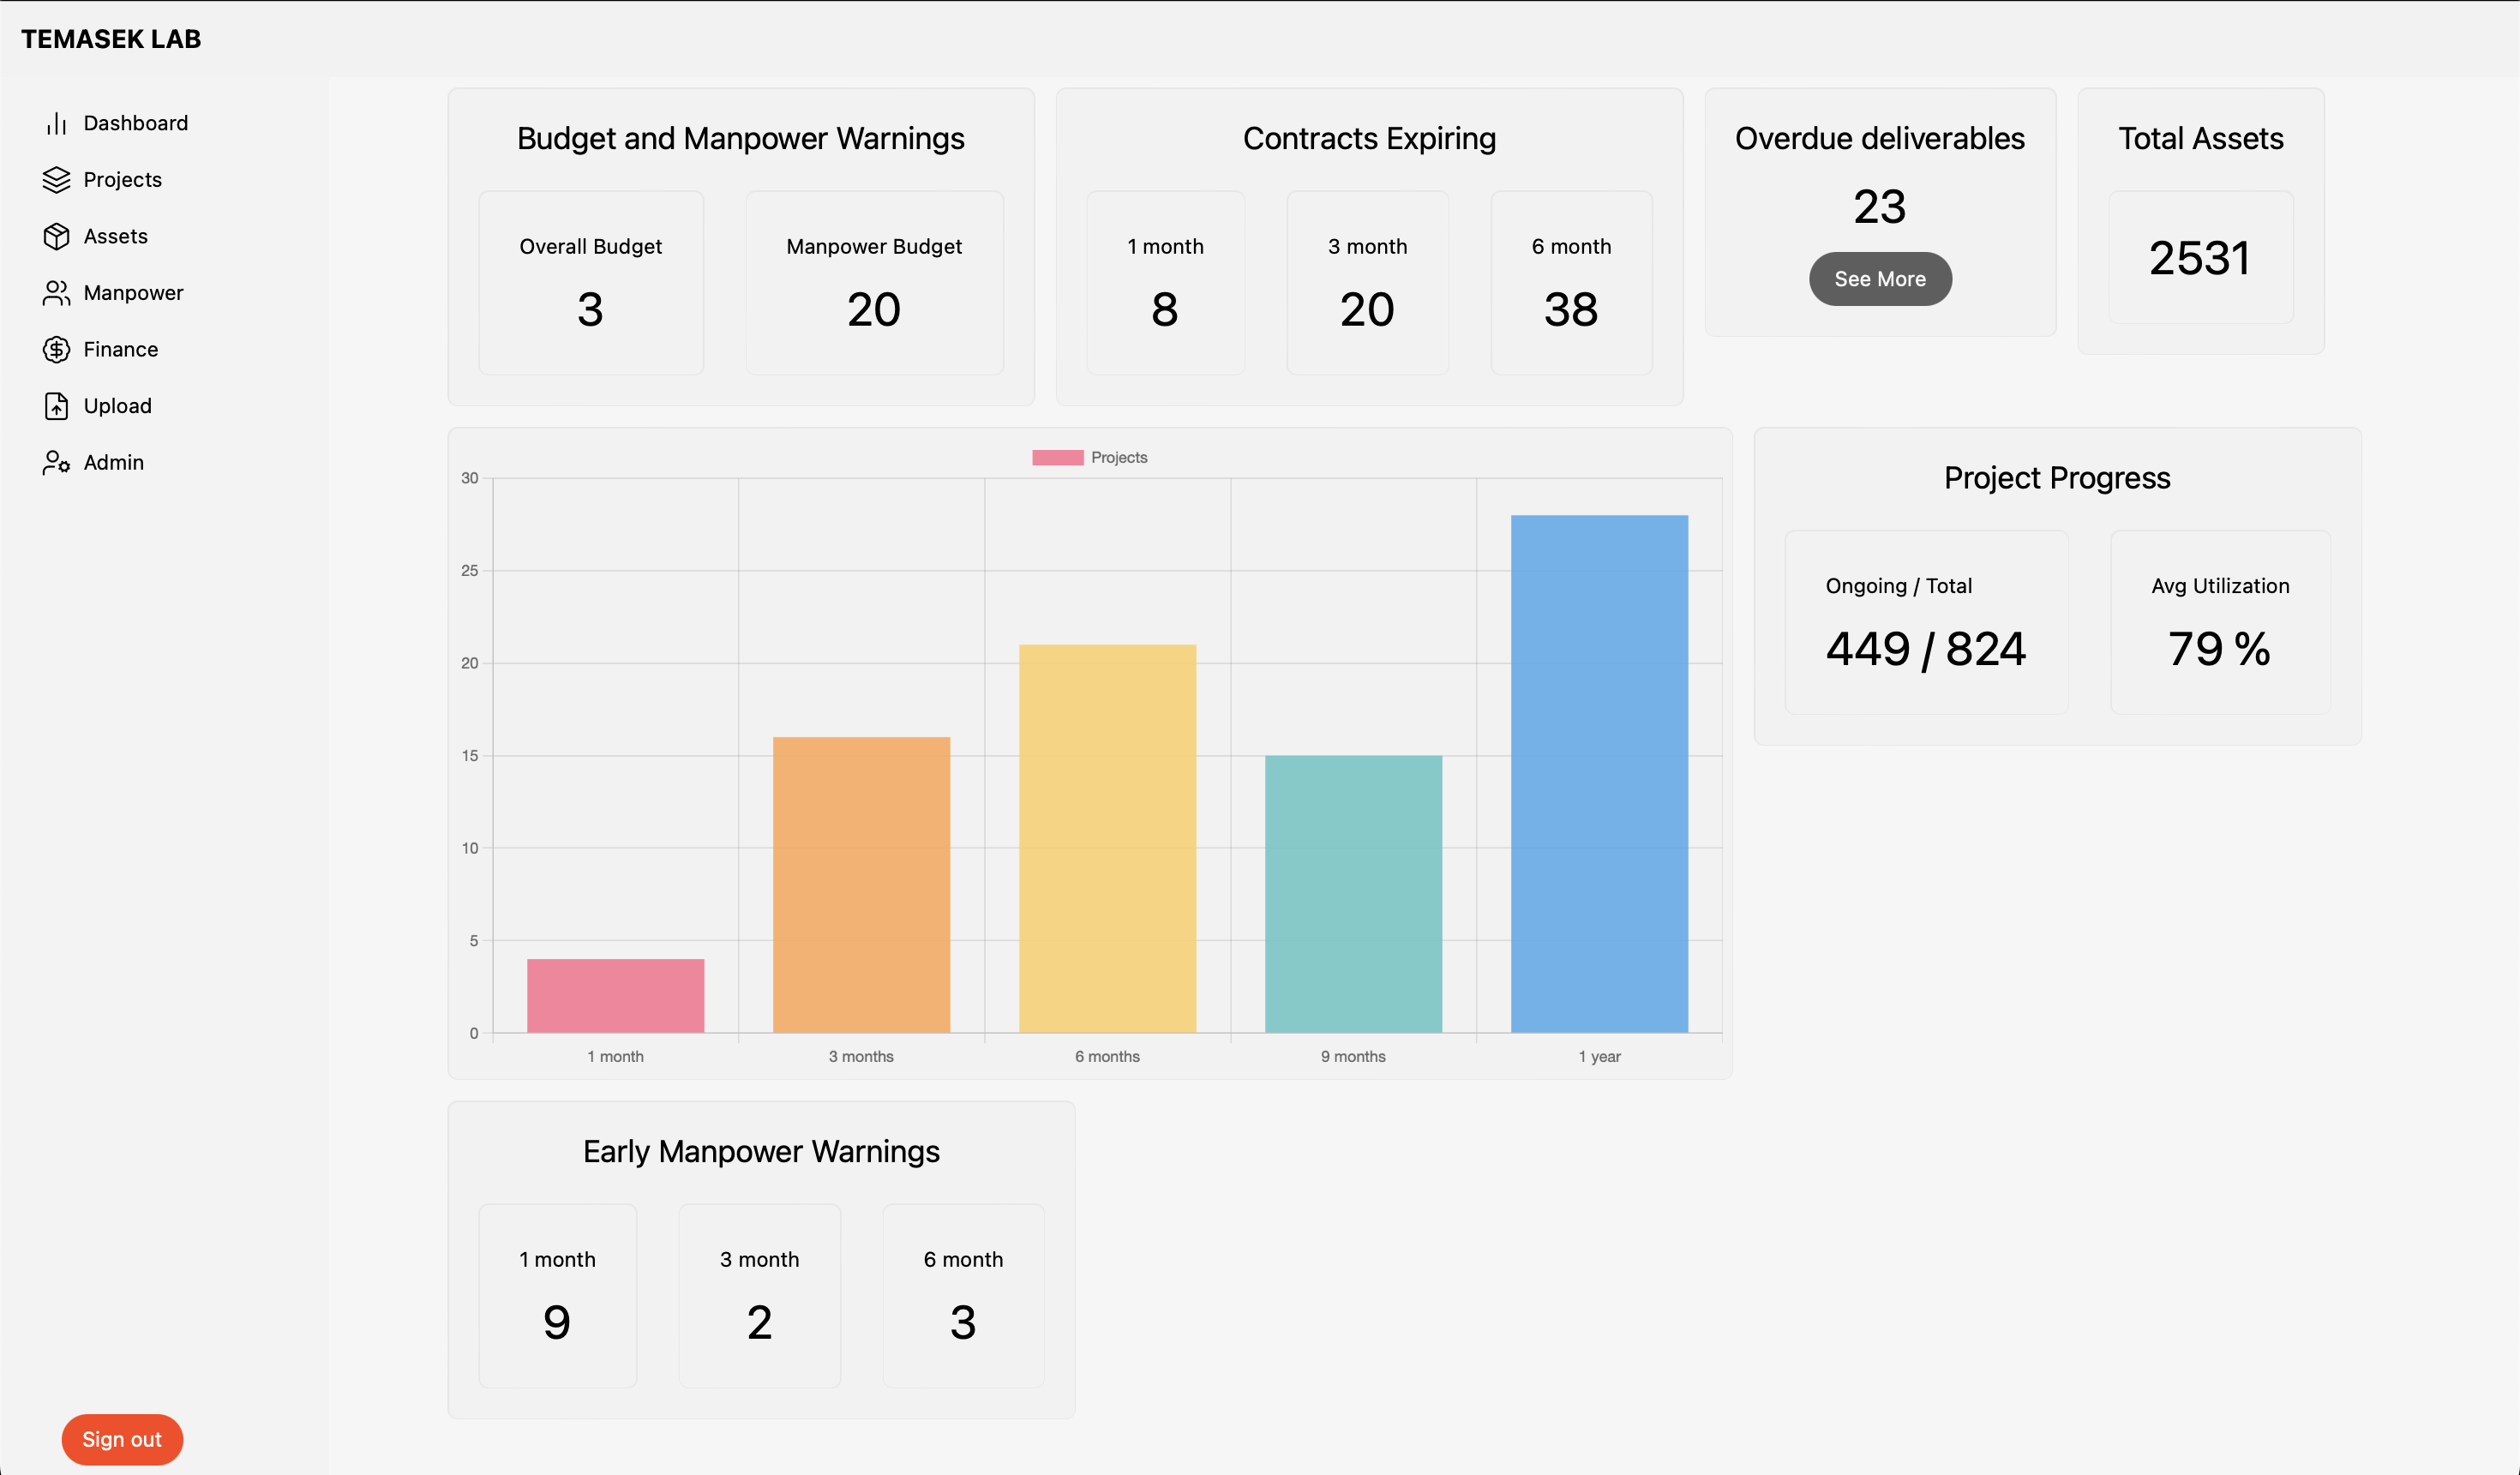 TEMASEK LAB
Dashboard
Projects
Assets
Manpower
Finance
Upload
Admin
Sign out
Budget and Manpower Warnings
Overall Budget
3
Manpower Budget
20
Contracts Expiring
1 month
8
3 month
20
6 month
38
Overdue deliverables
23
See More
Total Assets
2531
Projects
30
25
20
15
10
5
0
1 month
3 months
6 months
9 months
1 year
Project Progress
Ongoing / Total
449 / 824
Avg Utilization
79 %
Early Manpower Warnings
1 month
9
3 month
2
6 month
3